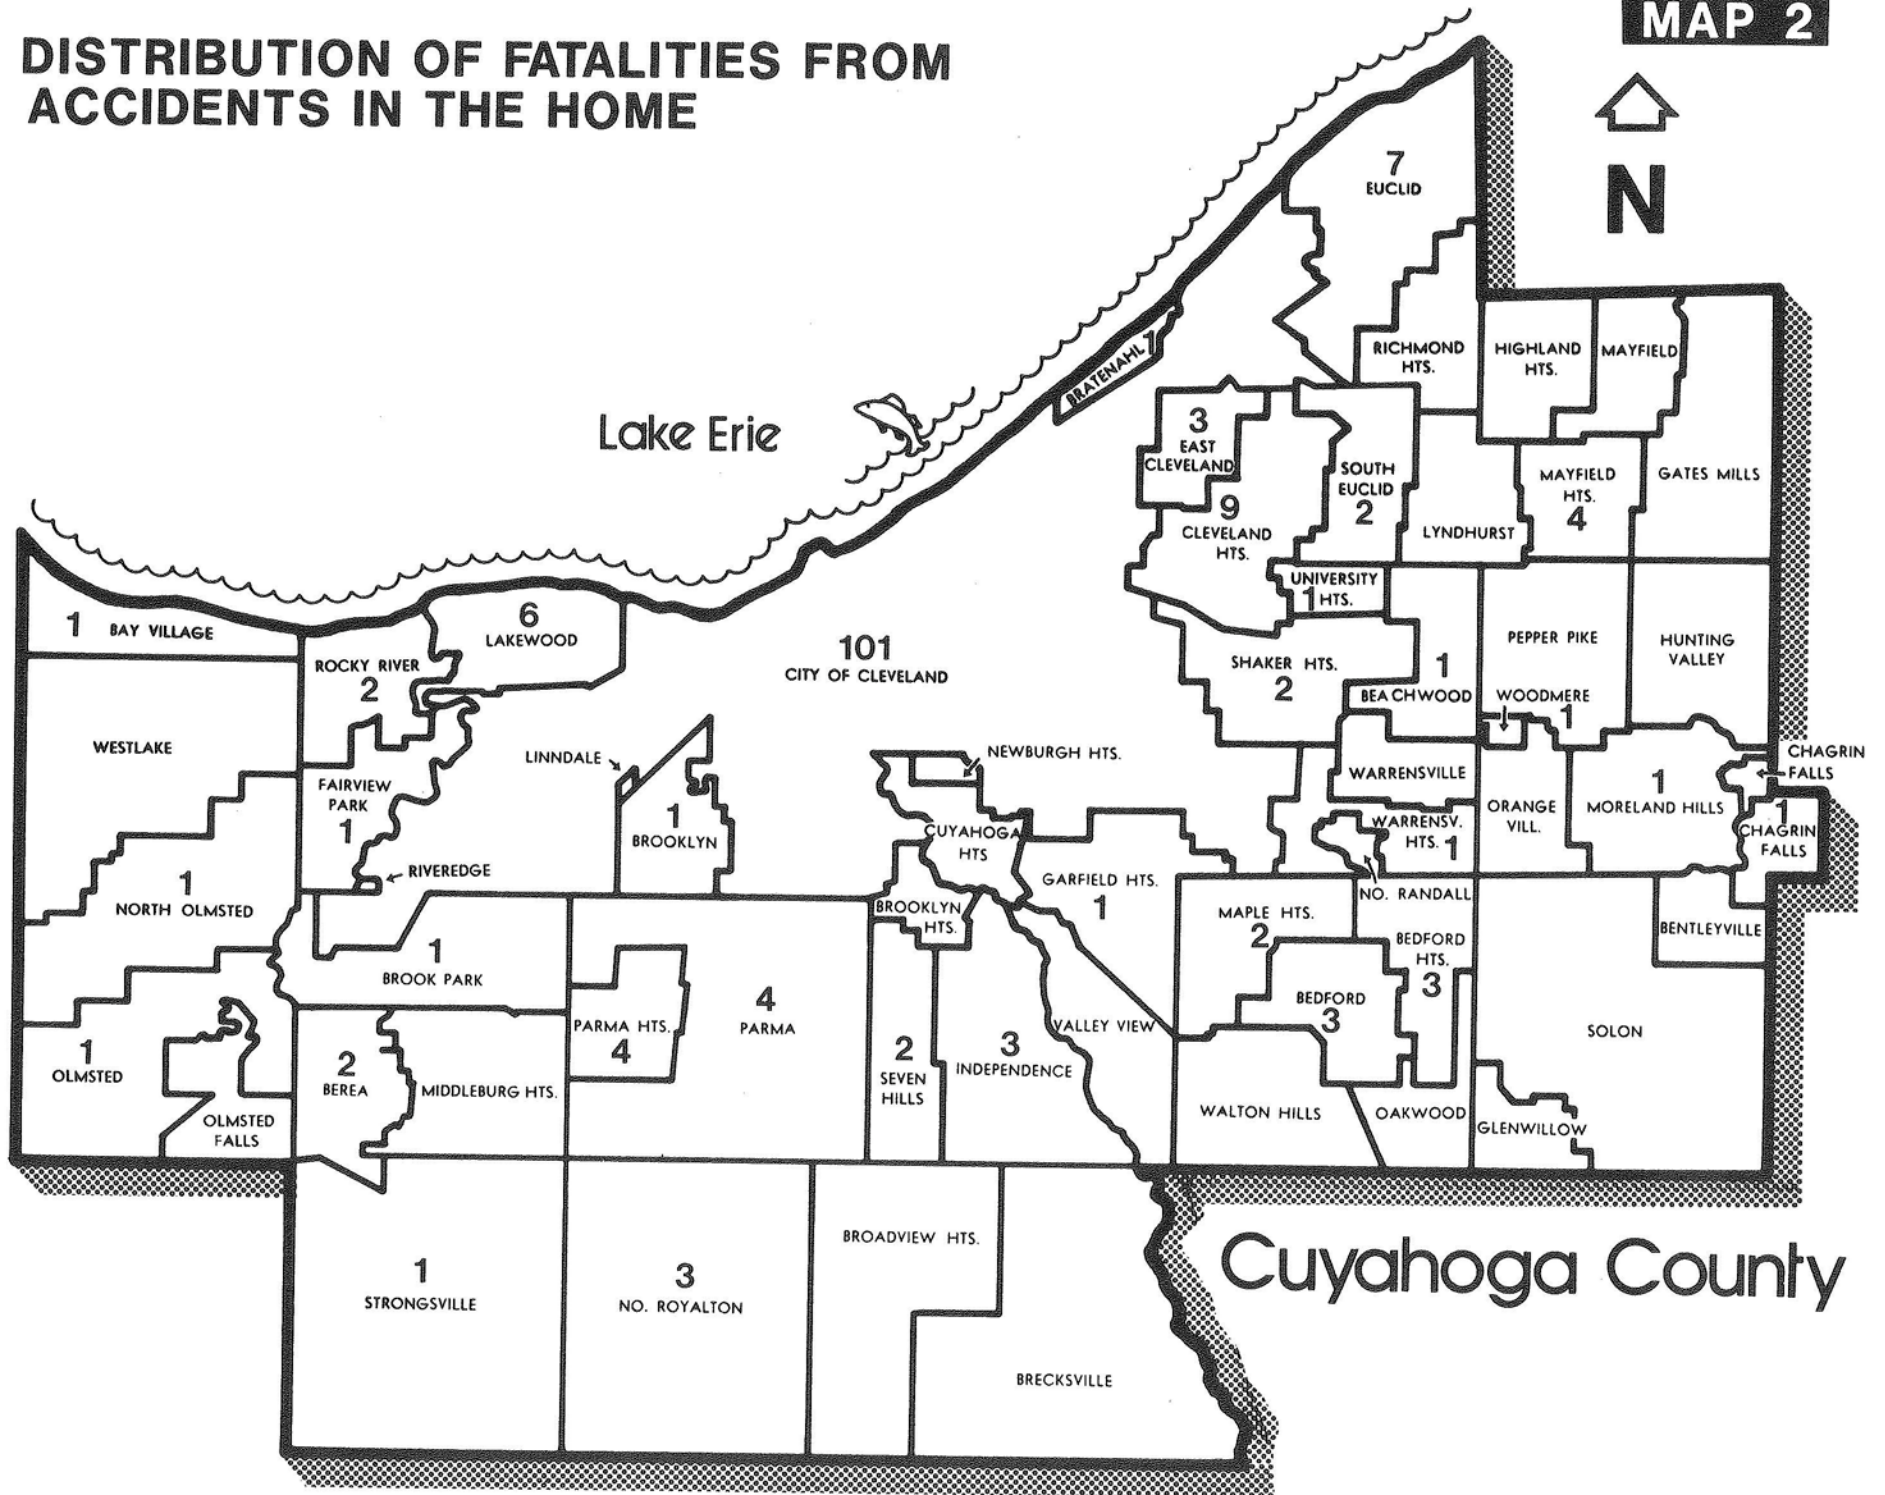 MAP 2
DISTRIBUTION OF FATALITIES FROM
ACCIDENTS IN THE HOME
N
Lake Erie
7
EUCLID
RICHMOND
HTS.
HIGHLAND
HTS.
MAYFIELD
BRATENAHL 1
3
EAST
CLEVELAND
SOUTH
EUCLID
2
MAYFIELD
HTS.
4
GATES MILLS
9
CLEVELAND
HTS.
LYNDHURST
UNIVERSITY
1 HTS.
1 BAY VILLAGE
6
LAKEWOOD
ROCKY RIVER
2
101
CITY OF CLEVELAND
SHAKER HTS.
2
1
BEACHWOOD
PEPPER PIKE
HUNTING
VALLEY
WOODMERE
1
WESTLAKE
LINNDALE
NEWBURGH HTS.
WARRENSVILLE
CHAGRIN
FALLS
FAIRVIEW
PARK
1
1
BROOKLYN
CUYAHOGA
HTS
WARRENSV.
HTS. 1
ORANGE
VILL.
1
MORELAND HILLS
1
CHAGRIN
FALLS
RIVEREDGE
1
NORTH OLMSTED
GARFIELD HTS.
1
NO. RANDALL
BROOKLYN
HTS.
MAPLE HTS.
2
BEDFORD
HTS.
3
BENTLEYVILLE
1
BROOK PARK
BEDFORD
3
1
OLMSTED
2
BEREA
MIDDLEBURG HTS.
PARMA HTS.
4
4
PARMA
2
SEVEN
HILLS
3
INDEPENDENCE
VALLEY VIEW
SOLON
OLMSTED
FALLS
WALTON HILLS
OAKWOOD
GLENWILLOW
1
STRONGSVILLE
3
NO. ROYALTON
BROADVIEW HTS.
BRECKSVILLE
Cuyahoga County